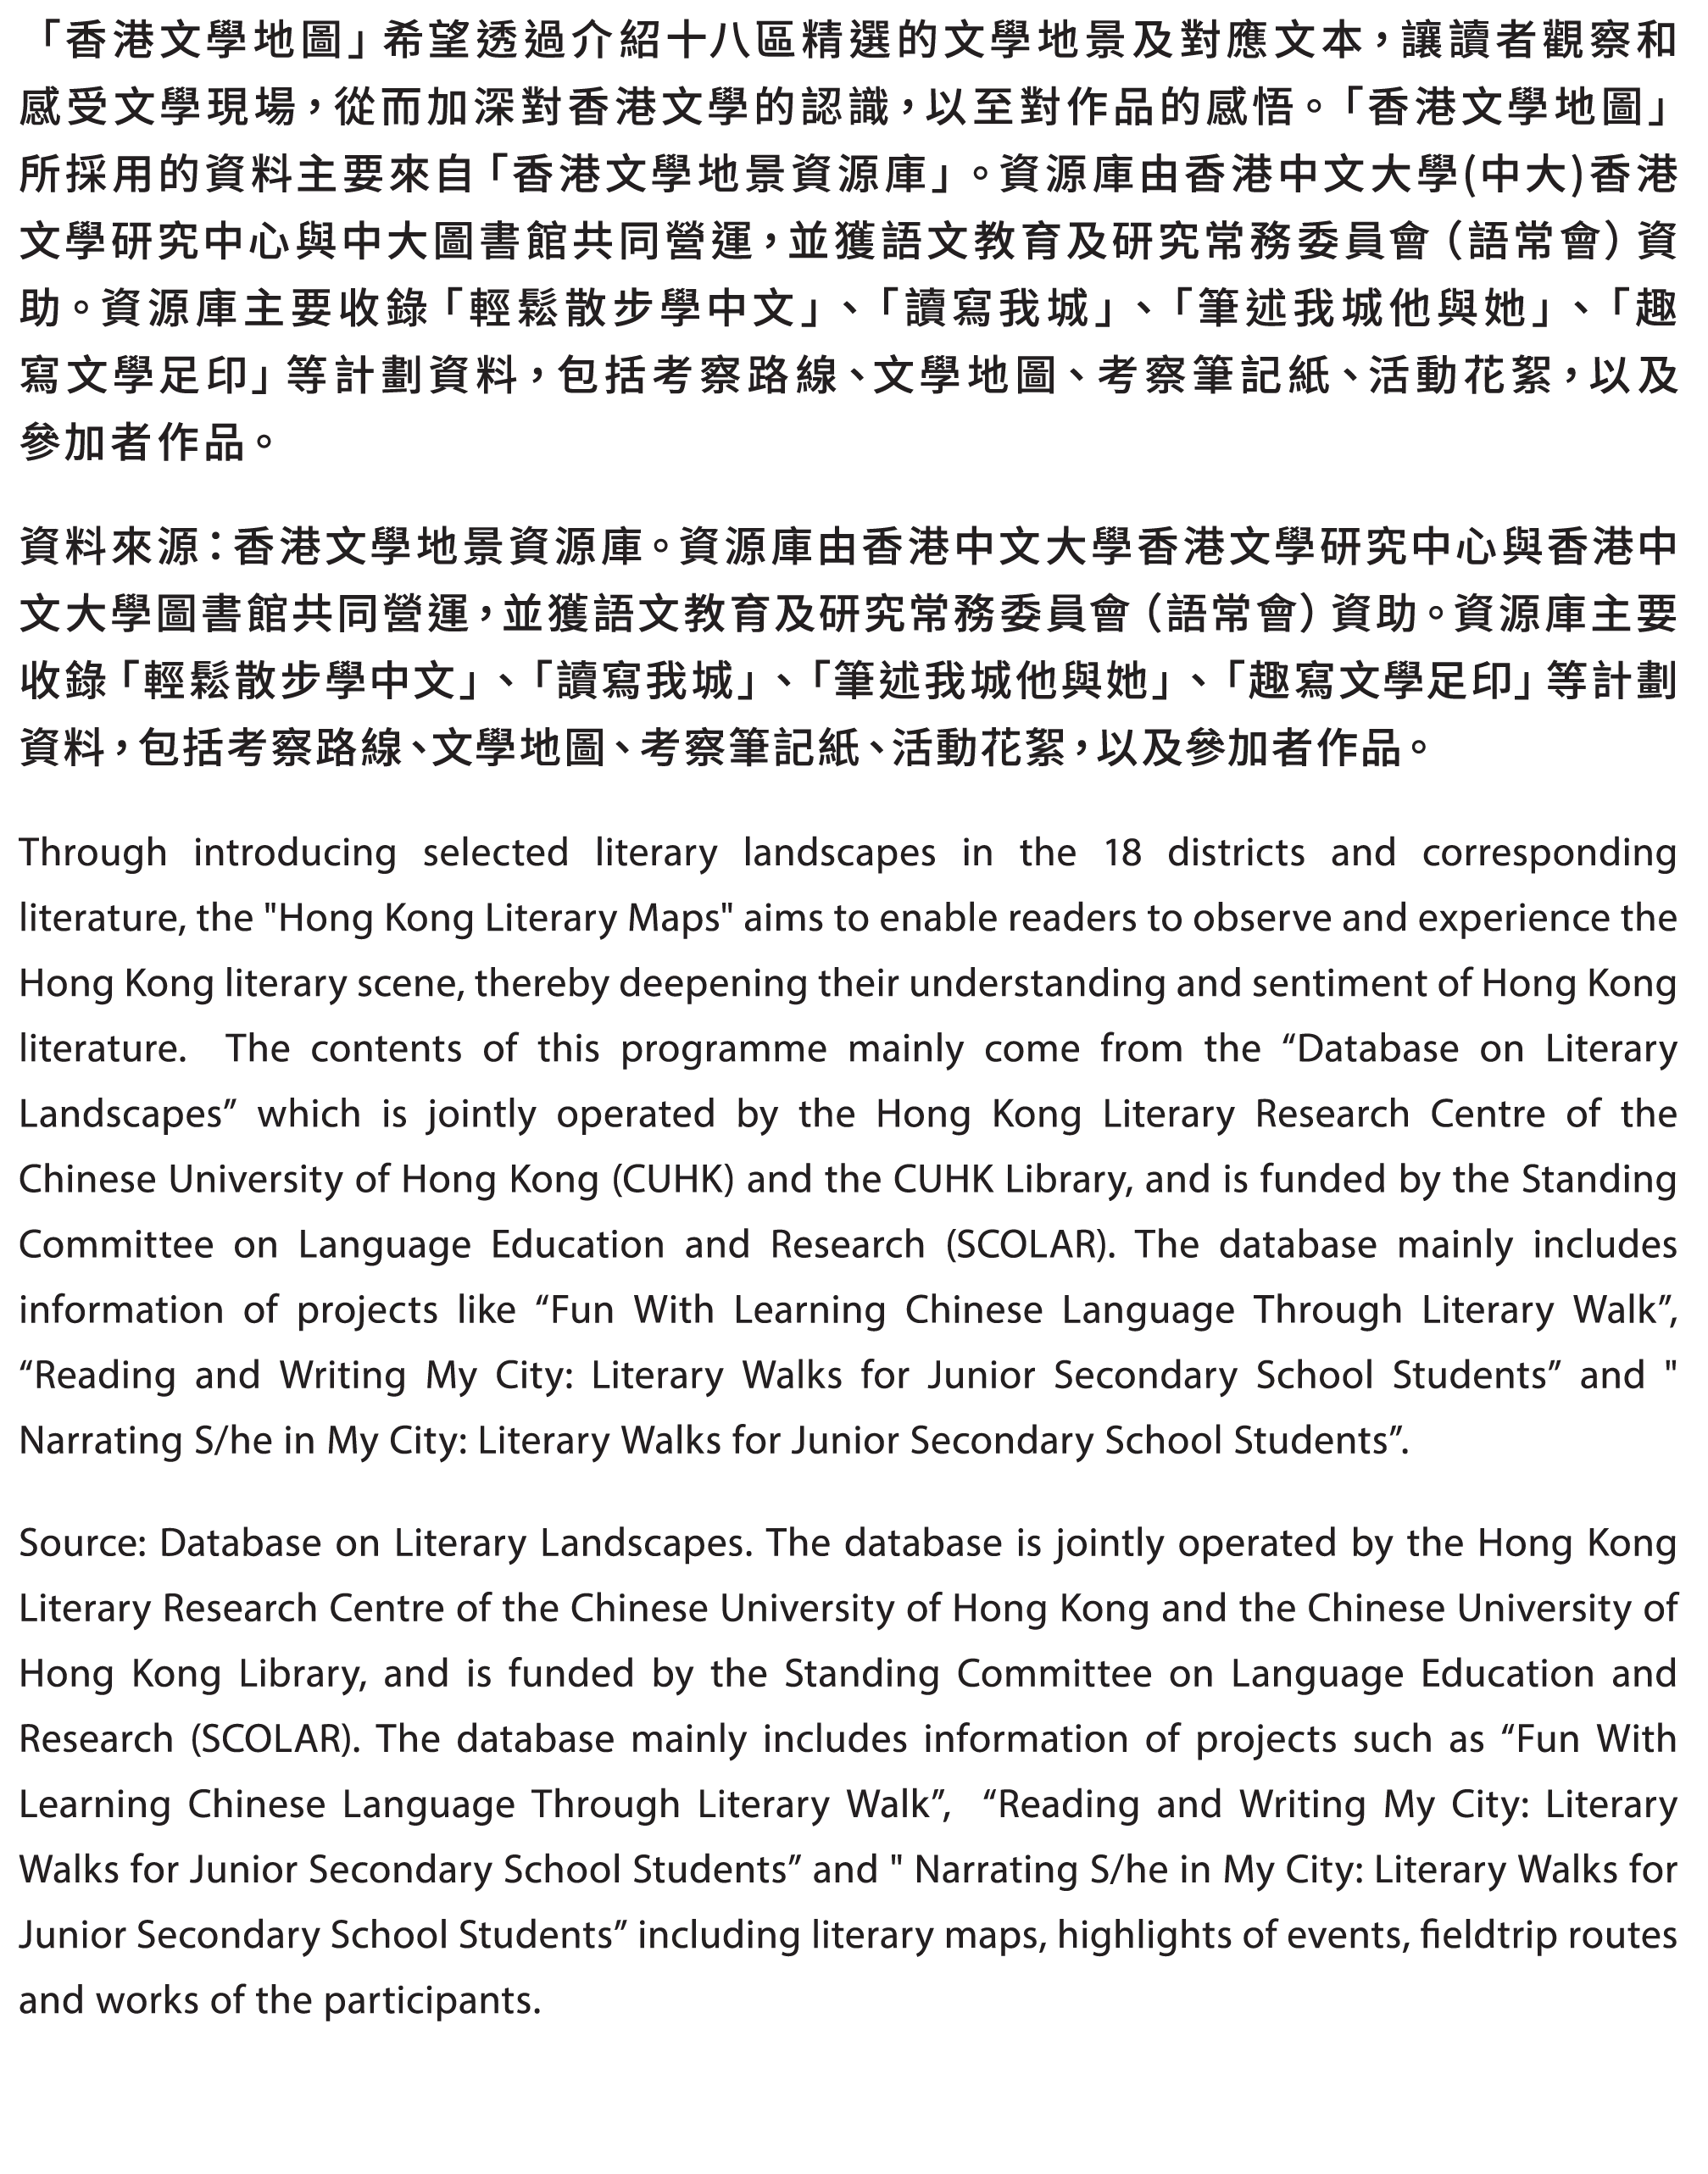 「香港文學地圖」希望透過介紹十八區精選的文學地景及對應文本，讓讀者觀察和
感受文學現場，從而加深對香港文學的認識，以至對作品的感悟。「香港文學地圖」
所採用的資料主要來自「香港文學地景資源庫」。資源庫由香港中文大學(中大)香港
文學研究中心與中大圖書館共同營運，並獲語文教育及研究常務委員會（語常會）資
助。資源庫主要收錄「輕鬆散步學中文」、「讀寫我城」、「筆述我城他與她」、「趣
寫文學足印」等計劃資料，包括考察路線、文學地圖、考察筆記紙、活動花絮，以及
參加者作品。
資料來源：香港文學地景資源庫。資源庫由香港中文大學香港文學研究中心與香港中
文大學圖書館共同營運，並獲語文教育及研究常務委員會（語常會）資助。資源庫主要
收錄「輕鬆散步學中文」、「讀寫我城」、「筆述我城他與她」、「趣寫文學足印」等計劃
資料，包括考察路線、文學地圖、考察筆記紙、活動花絮，以及參加者作品。
Through introducing selected literary landscapes in the 18 districts and corresponding
literature, the "Hong Kong Literary Maps" aims to enable readers to observe and experience the
Hong Kong literary scene, thereby deepening their understanding and sentiment of Hong Kong
literature. The contents of this programme mainly come from the “Database on Literary
Landscapes” which is jointly operated by the Hong Kong Literary Research Centre of the
Chinese University of Hong Kong (CUHK) and the CUHK Library, and is funded by the Standing
Committee on Language Education and Research (SCOLAR). The database mainly includes
information of projects like “Fun With Learning Chinese Language Through Literary Walk”,
“Reading and Writing My City: Literary Walks for Junior Secondary School Students” and "
Narrating S/he in My City: Literary Walks for Junior Secondary School Students”.
Source: Database on Literary Landscapes. The database is jointly operated by the Hong Kong
Literary Research Centre of the Chinese University of Hong Kong and the Chinese University of
Hong Kong Library, and is funded by the Standing Committee on Language Education and
Research (SCOLAR). The database mainly includes information of projects such as “Fun With
Learning Chinese Language Through Literary Walk”, “Reading and Writing My City: Literary
Walks for Junior Secondary School Students” and " Narrating S/he in My City: Literary Walks for
Junior Secondary School Students” including literary maps, highlights of events, fieldtrip routes
and works of the participants.